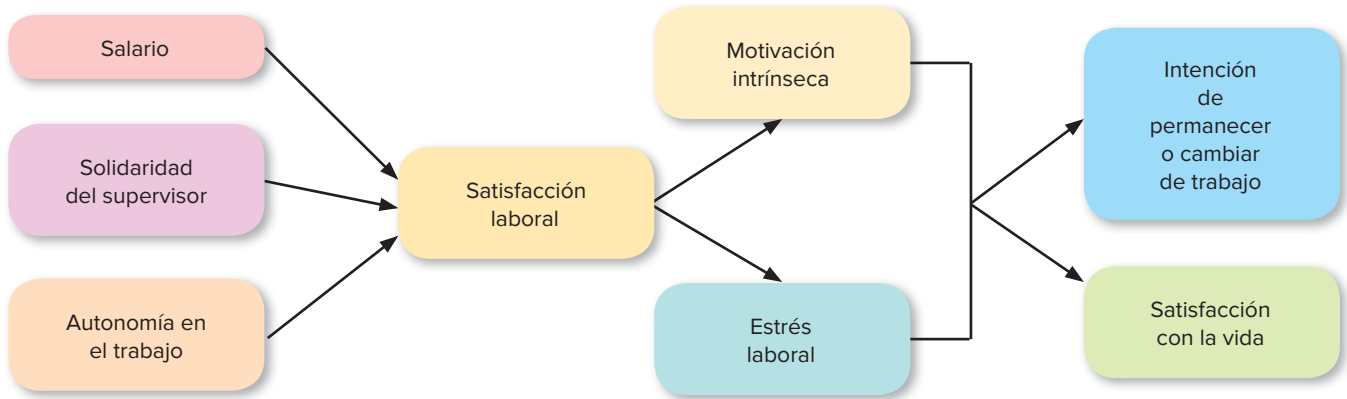 Salario
Solidaridad
del supervisor
Autonomía en
el trabajo
Satisfacción
laboral
Motivación
intrínseca
Estrés
laboral
Intención
de
permanecer
o cambiar
de trabajo
Satisfacción
con la vida